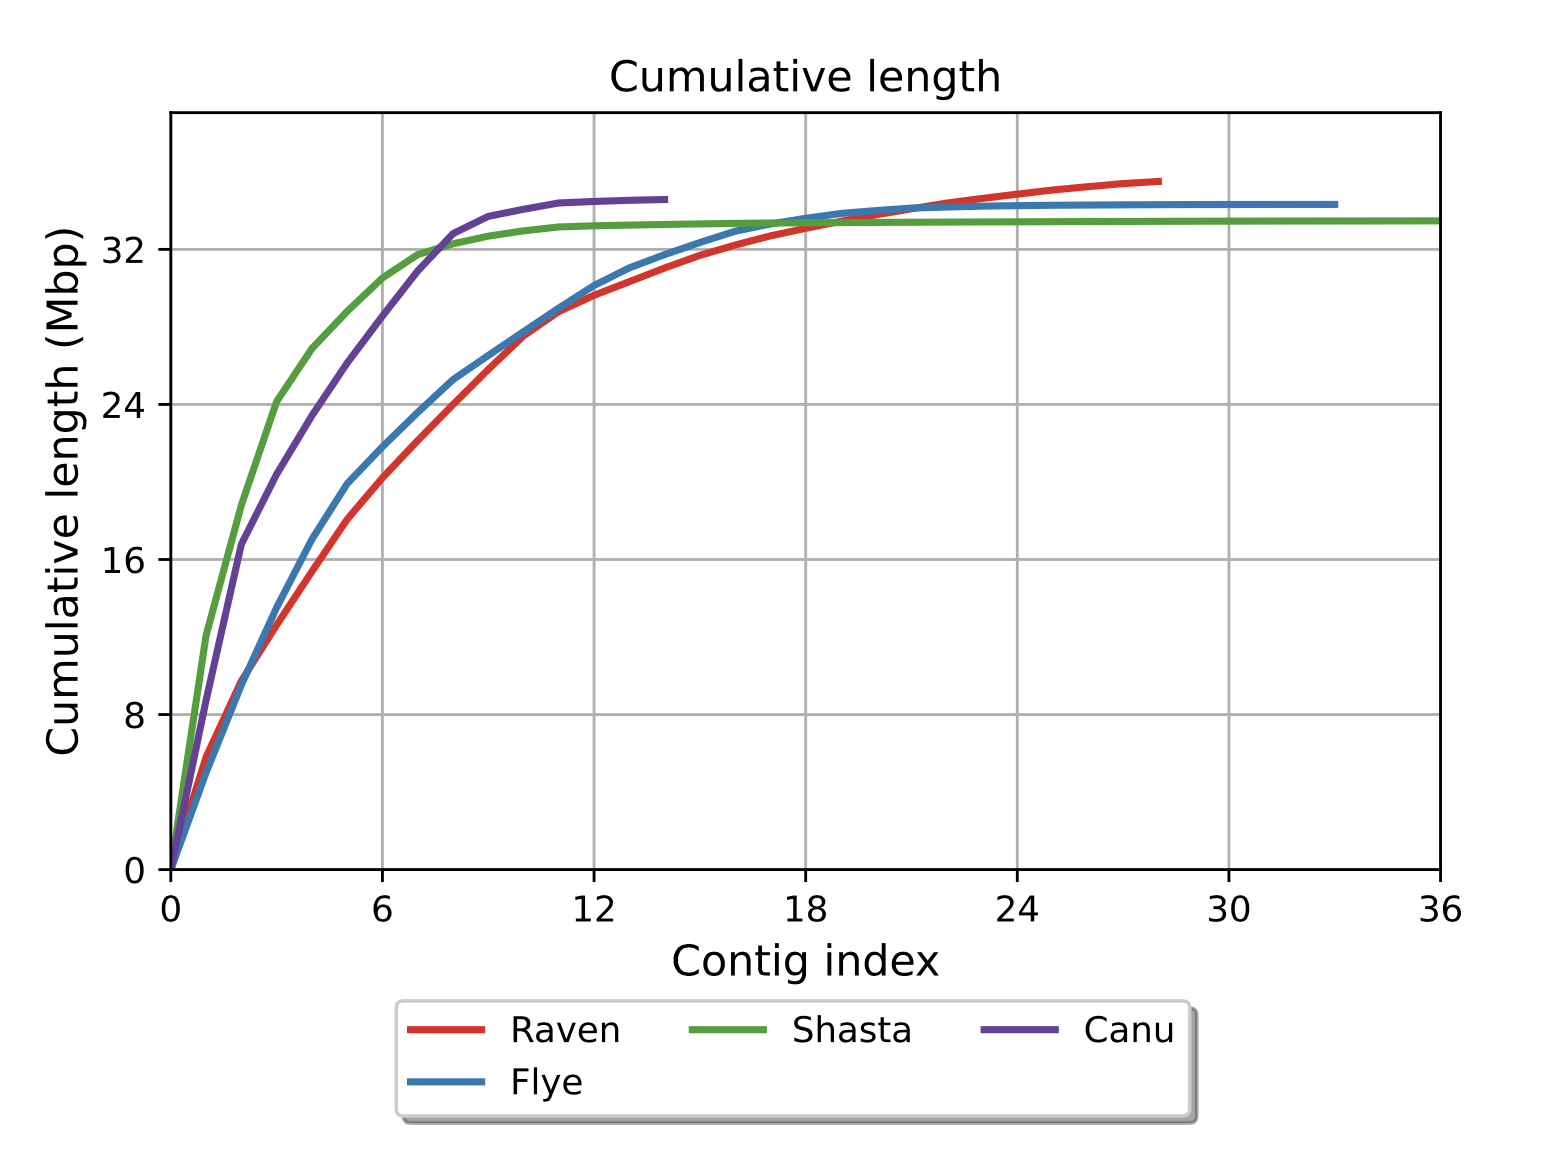 Cumulative length
Cumulative length (Mbp)
32
24
16
8
0
0 6 12 18 24 30 36
Contig index
Raven Shasta Canu
Flye